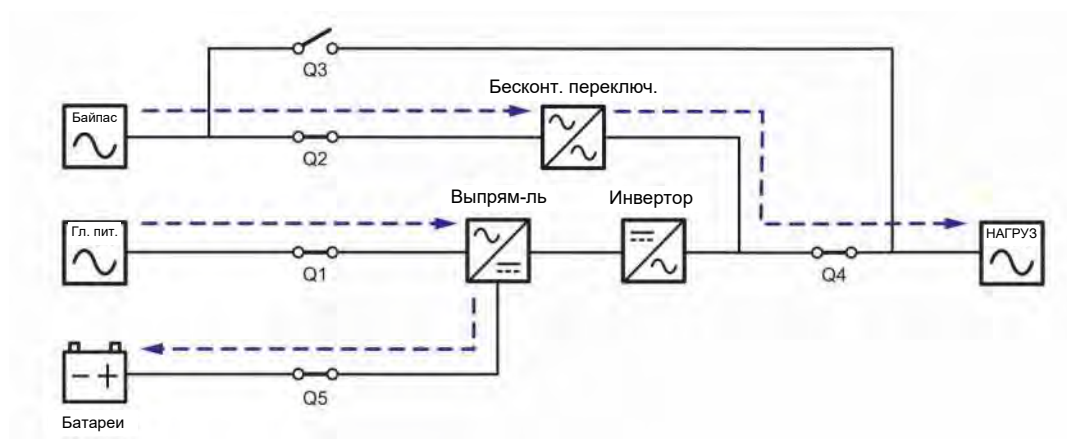 Q3
Бесконт. переключ.
Байпас
Q2
Выпрям-ль
Инвертор
Гл. пит.
НАГРУЗ
Q1
Q4
Q5
Батареи